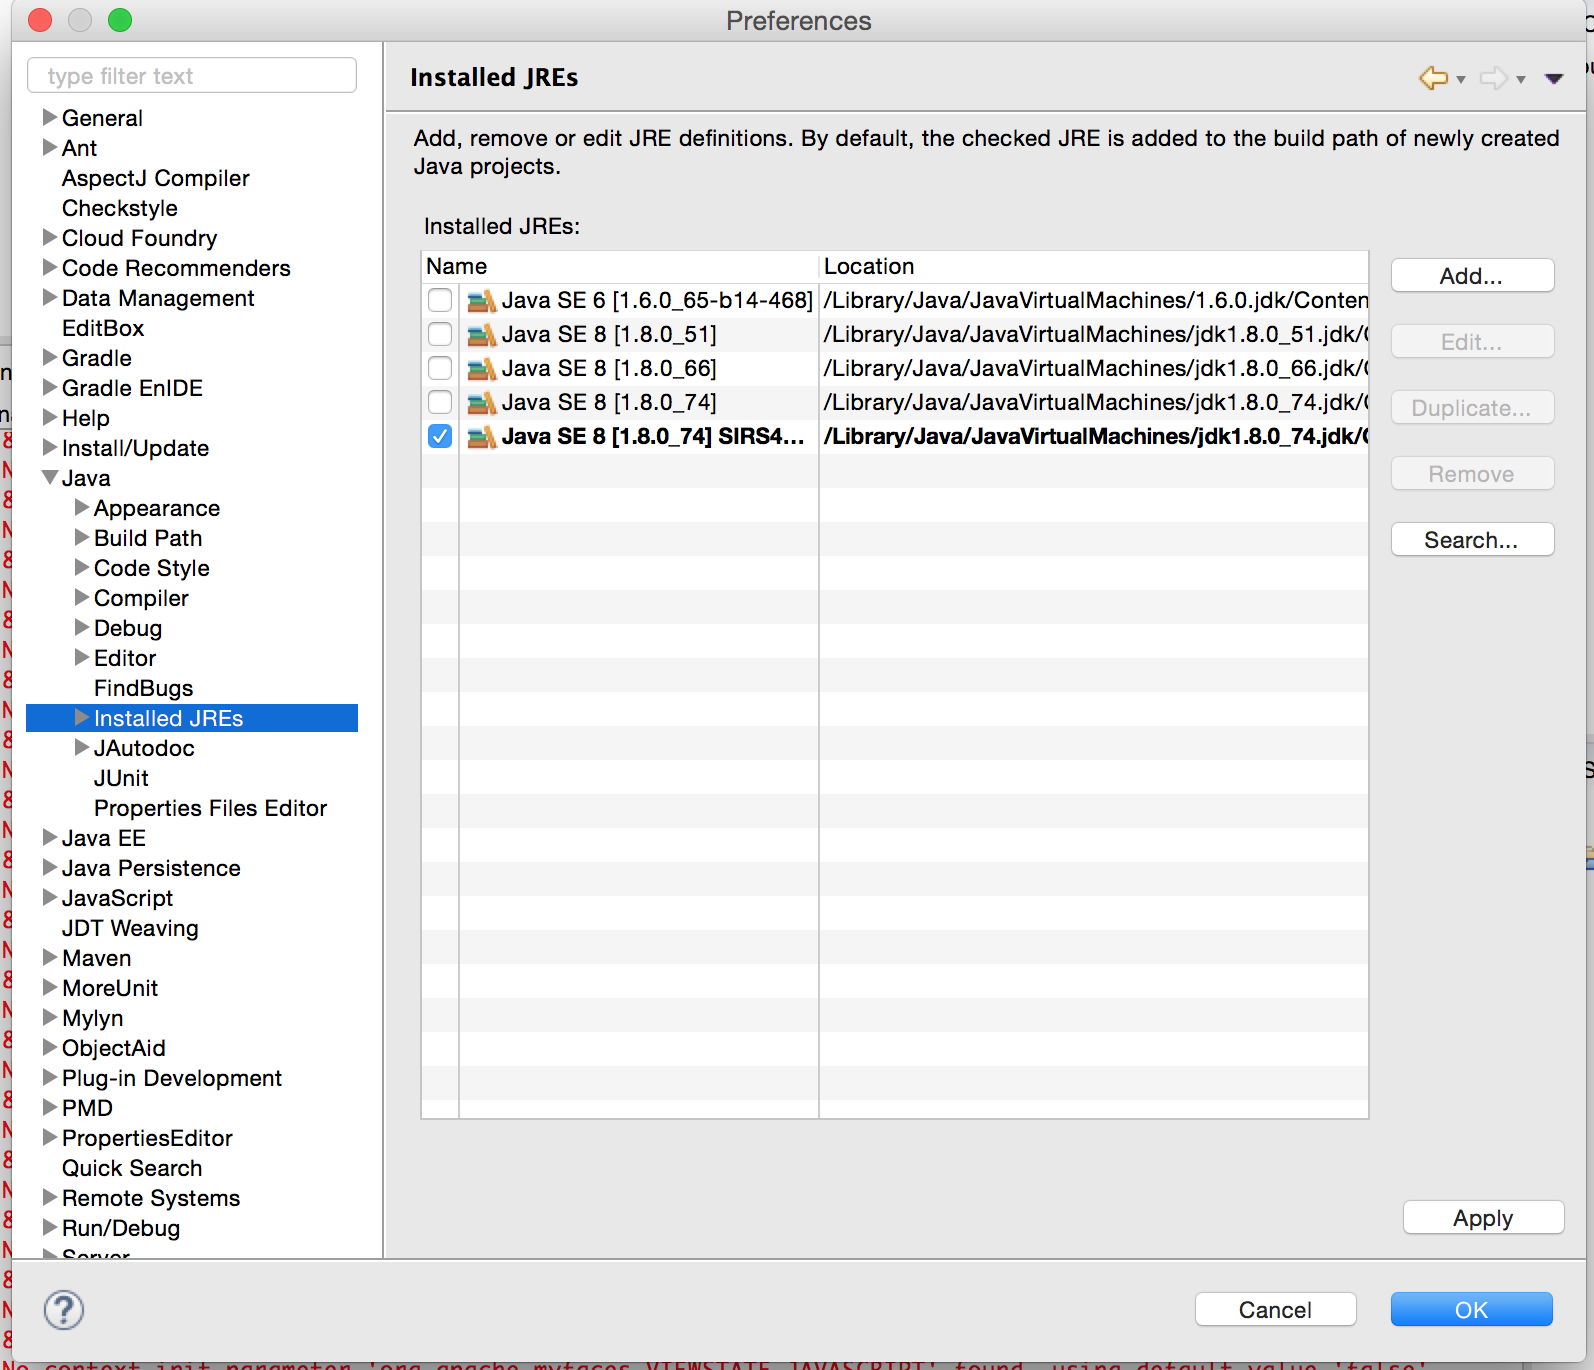 Preferences
type filter text
General
Ant
AspectJ Compiler
Checkstyle
Cloud Foundry
Code Recommenders
Data Management
EditBox
Gradle
Gradle EnIDE
Help
Install/Update
Java
Appearance
Build Path
Code Style
Compiler
Debug
Editor
FindBugs
Installed JREs
JAutodoc
JUnit
Properties Files Editor
Java EE
Java Persistence
JavaScript
JDT Weaving
Maven
MoreUnit
Mylyn
ObjectAid
Plug-in Development
PMD
PropertiesEditor
Quick Search
Remote Systems
Run/Debug
Server
Installed JREs
Add, remove or edit JRE definitions. By default, the checked JRE is added to the build path of newly created
Java projects.
Installed JREs:
Name Location
Java SE 6 [1.6.0_65-b14-468] /Library/Java/JavaVirtualMachines/1.6.0.jdk/Conten
Java SE 8 [1.8.0_51] /Library/Java/JavaVirtualMachines/jdk1.8.0_51.jdk/C
Java SE 8 [1.8.0_66] /Library/Java/JavaVirtualMachines/jdk1.8.0_66.jdk/C
Java SE 8 [1.8.0_74] /Library/Java/JavaVirtualMachines/jdk1.8.0_74.jdk/C
Java SE 8 [1.8.0_74] SIRS4... /Library/Java/JavaVirtualMachines/jdk1.8.0_74.jdk/C
Add...
Edit...
Duplicate...
Remove
Search...
Apply
?
Cancel
OK
No context init parameter 'org.apache.myfaces.VIEWSTATE_JAVASCRIPT' found, using default value 'false'